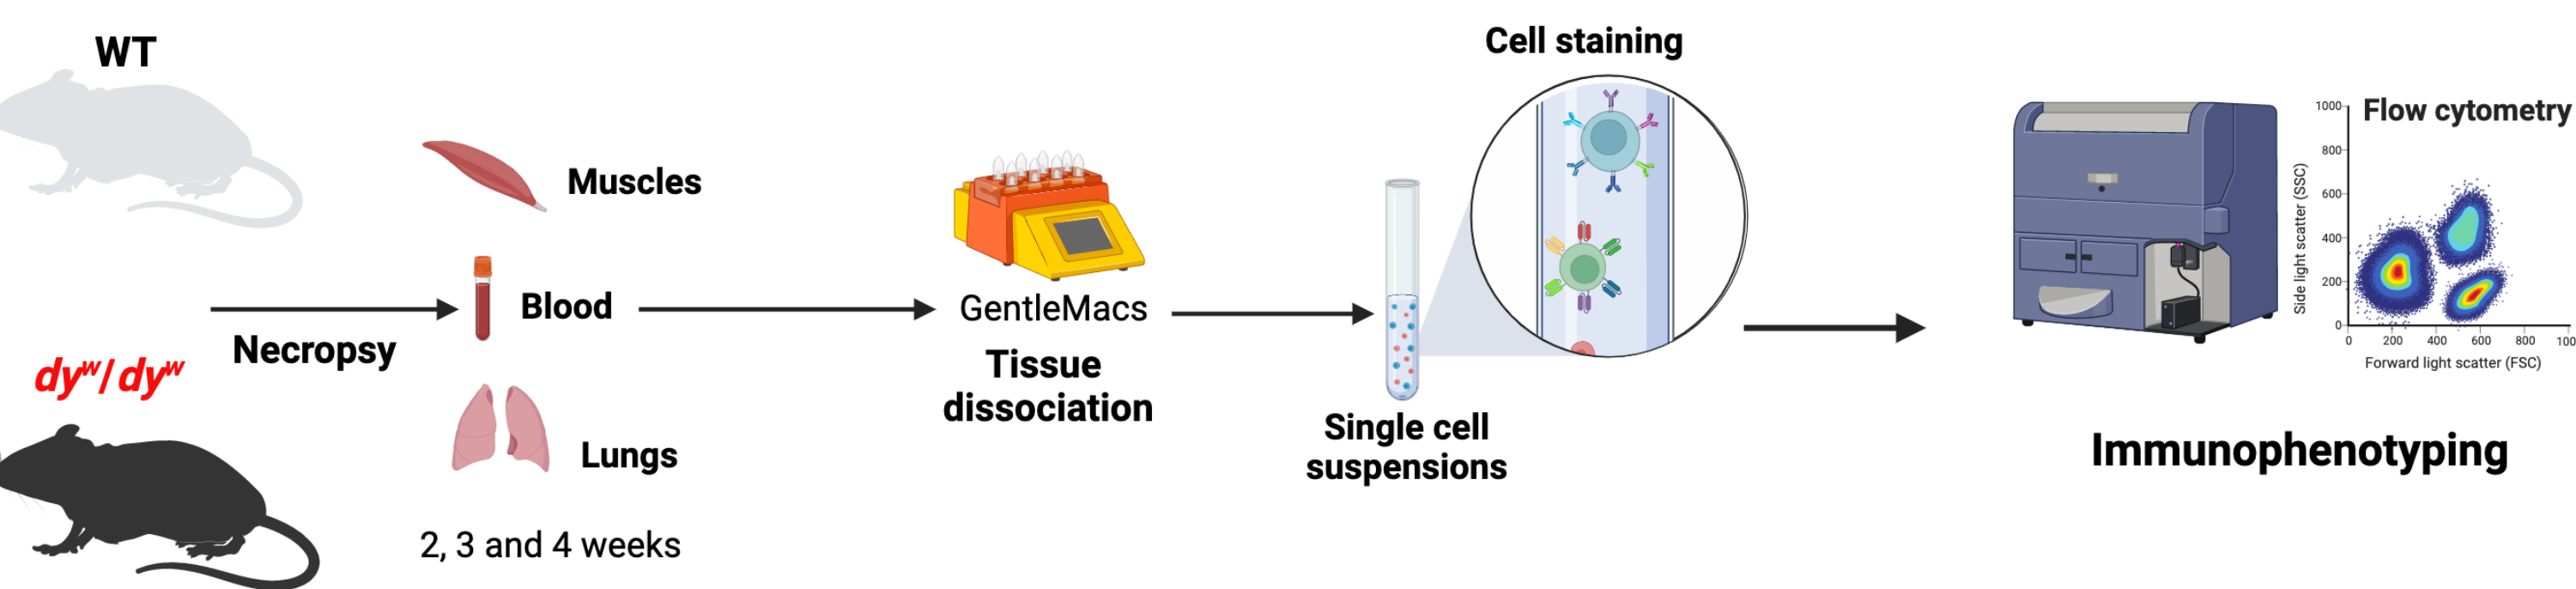 WT
dyʷ/dyʷ
Necropsy
Muscles
Blood
Lungs
2, 3 and 4 weeks
GentleMacs
Tissue
dissociation
Single cell
suspensions
Cell staining
Flow cytometry
Side light scatter (SSC)
1000
800
600
400
200
0
0 200 400 600 800 100
Forward light scatter (FSC)
Immunophenotyping